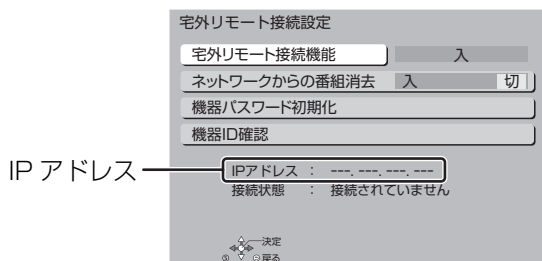 宅外リモート接続設定
宅外リモート接続機能 入
ネットワークからの番組消去 入 切
機器パスワード初期化
機器ID確認
IP アドレス
IPアドレス : ---. ---. ---. ---
接続状態 : 接続されていません
決定
戻る